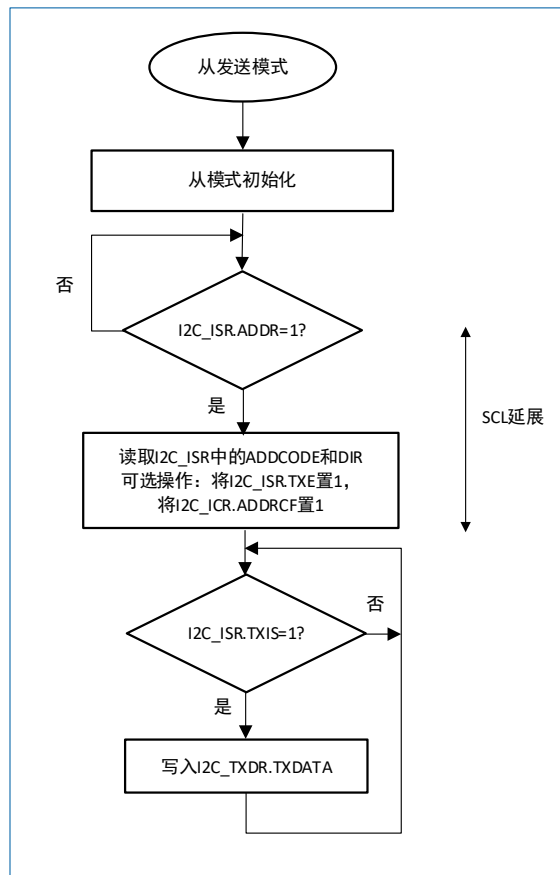 从发送模式
从模式初始化
否
I2C_ISR.ADDR=1?
是
SCL延展
读取I2C_ISR中的ADDCODE和DIR
可选操作：将I2C_ISR.TXE置1，
将I2C_ICR.ADDRCF置1
否
I2C_ISR.TXIS=1?
是
写入I2C_TXDR.TXDATA